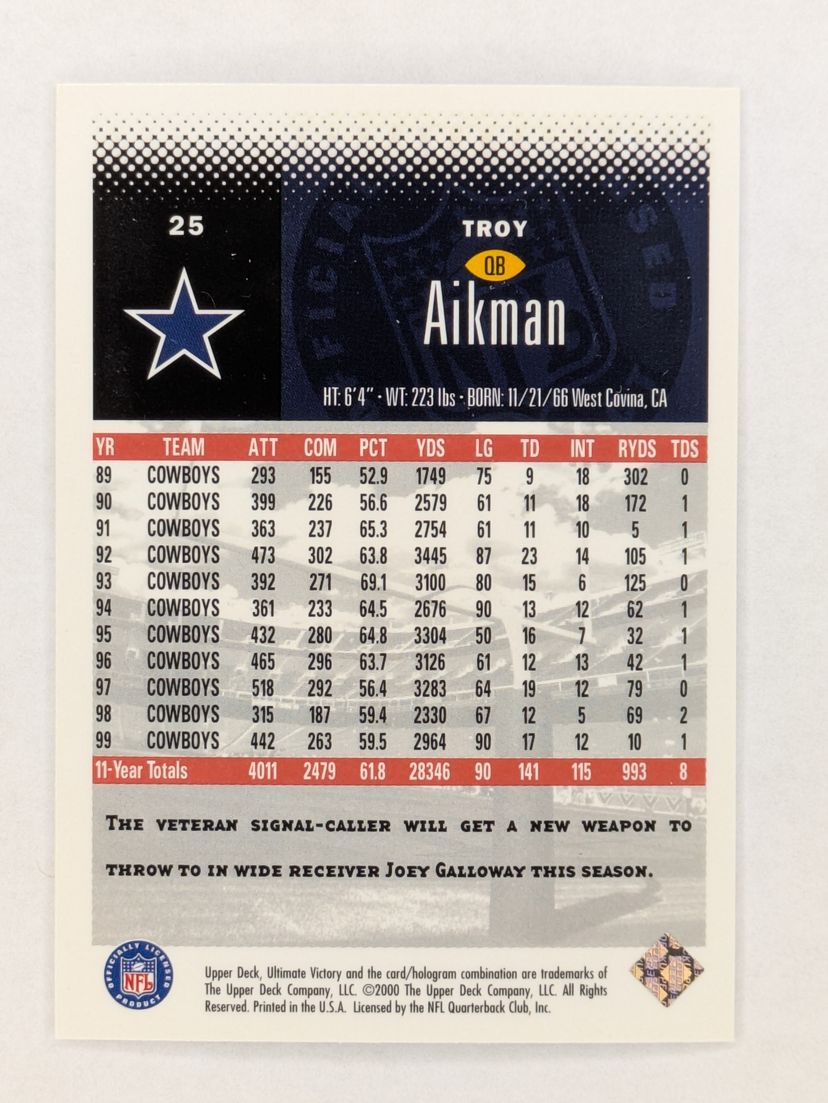 25
TROY
QB
Aikman
HT: 6'4" · WT: 223 lbs · BORN: 11/21/66 West Covina, CA
YR TEAM ATT COM PCT YDS LG TD INT RYDS TDS
89 COWBOYS 293 155 52.9 1749 75 9 18 302 0
90 COWBOYS 399 226 56.6 2579 61 11 18 172 1
91 COWBOYS 363 237 65.3 2754 61 11 10 5 1
92 COWBOYS 473 302 63.8 3445 87 23 14 105 1
93 COWBOYS 392 271 69.1 3100 80 15 6 125 0
94 COWBOYS 361 233 64.5 2676 90 13 12 62 1
95 COWBOYS 432 280 64.8 3304 50 16 7 32 1
96 COWBOYS 465 296 63.7 3126 61 12 13 42 1
97 COWBOYS 518 292 56.4 3283 64 19 12 79 0
98 COWBOYS 315 187 59.4 2330 67 12 5 69 2
99 COWBOYS 442 263 59.5 2964 90 17 12 10 1
11-Year Totals 4011 2479 61.8 28346 90 141 115 993 8
THE VETERAN SIGNAL-CALLER WILL GET A NEW WEAPON TO
THROW TO IN WIDE RECEIVER JOEY GALLOWAY THIS SEASON.
OFFICIALLY LICENSED
NFL
PRODUCT
Upper Deck, Ultimate Victory and the card/hologram combination are trademarks of
The Upper Deck Company, LLC. ©2000 The Upper Deck Company, LLC. All Rights
Reserved. Printed in the U.S.A. Licensed by the NFL Quarterback Club, Inc.